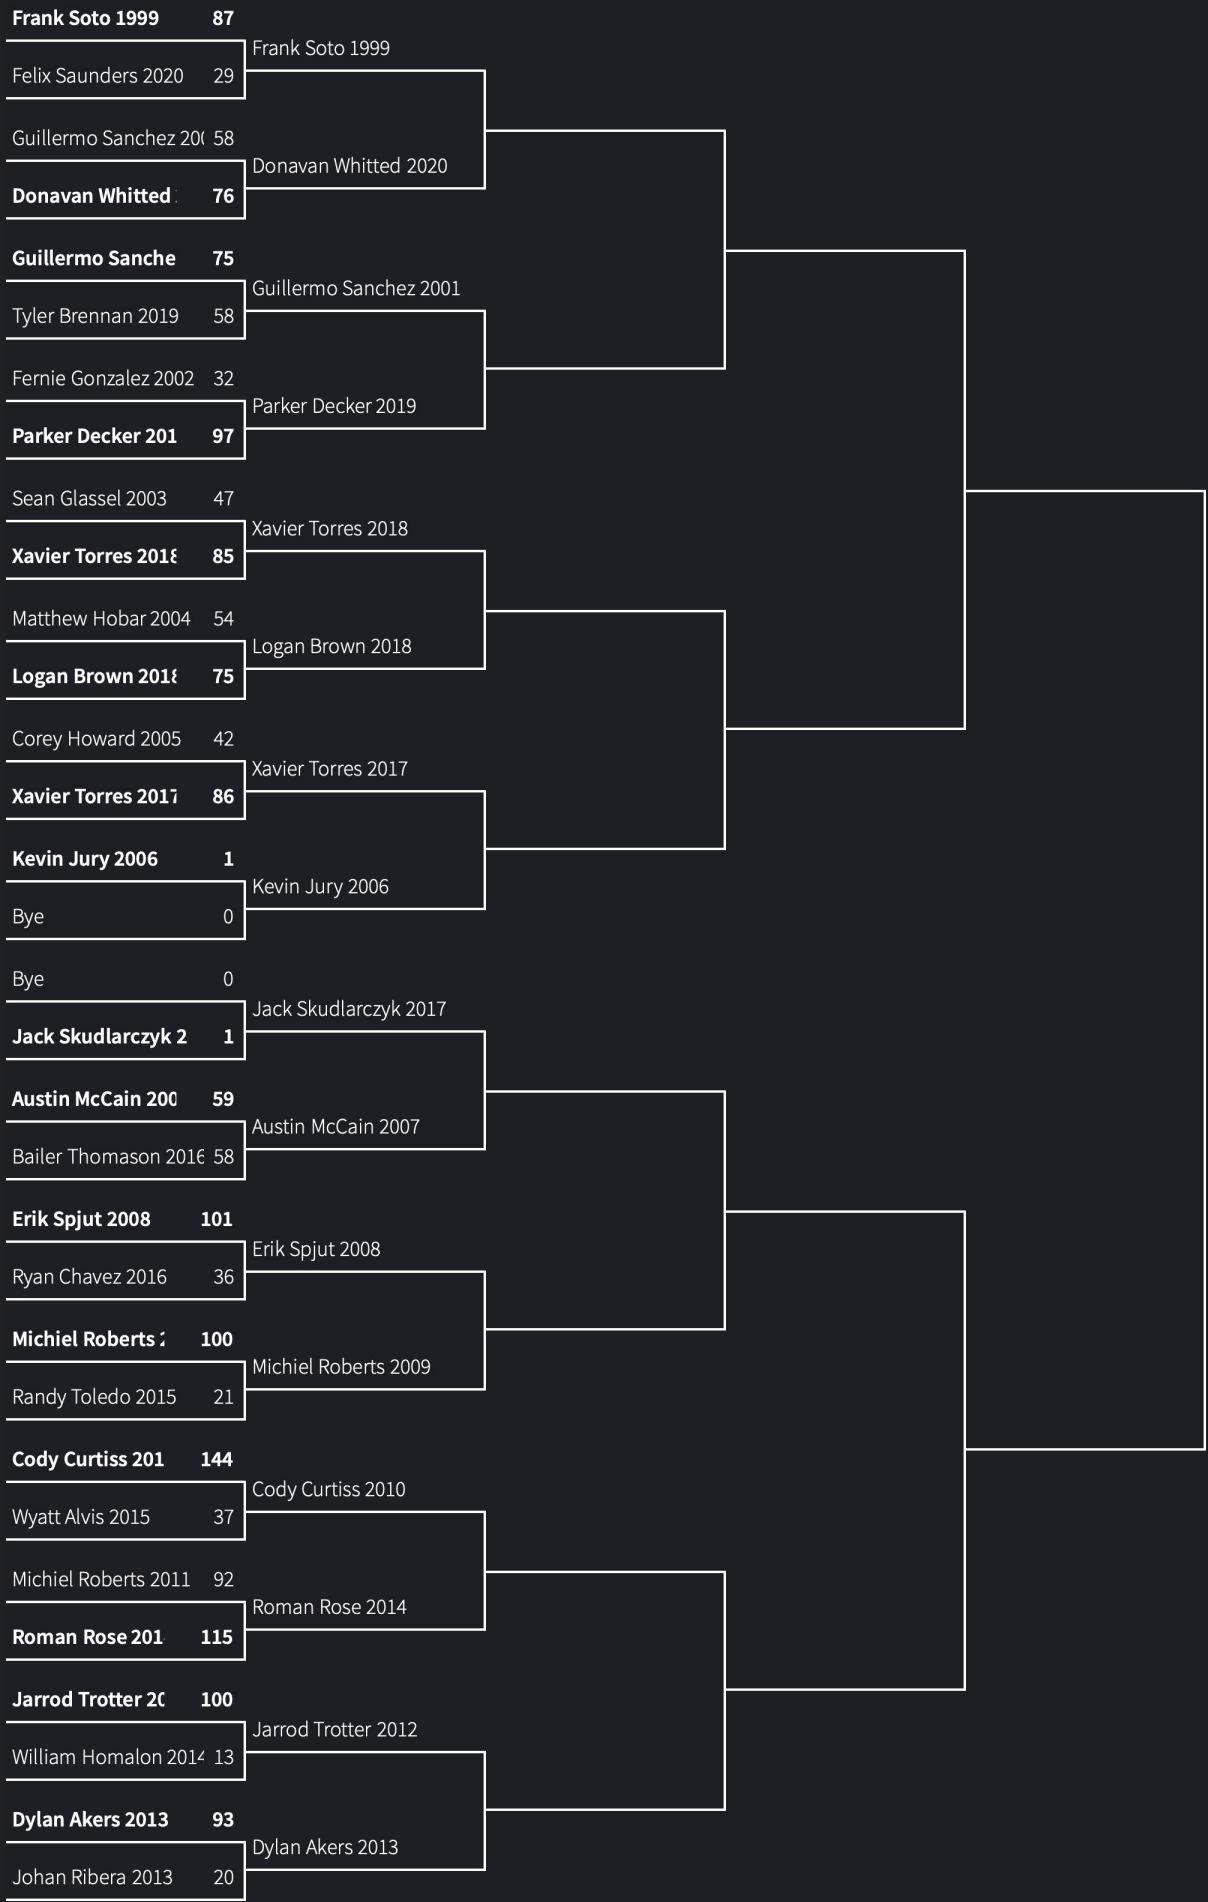 Frank Soto 1999 87
Felix Saunders 2020 29
Frank Soto 1999
Guillermo Sanchez 200 58
Donavan Whitted 76
Donavan Whitted 2020
Guillermo Sanche 75
Tyler Brennan 2019 58
Guillermo Sanchez 2001
Fernie Gonzalez 2002 32
Parker Decker 201 97
Parker Decker 2019
Sean Glassel 2003 47
Xavier Torres 2018 85
Xavier Torres 2018
Matthew Hobar 2004 54
Logan Brown 2018 75
Logan Brown 2018
Corey Howard 2005 42
Xavier Torres 2017 86
Xavier Torres 2017
Kevin Jury 2006 1
Bye 0
Kevin Jury 2006
Bye 0
Jack Skudlarczyk 2 1
Jack Skudlarczyk 2017
Austin McCain 200 59
Bailer Thomason 2016 58
Austin McCain 2007
Erik Spjut 2008 101
Ryan Chavez 2016 36
Erik Spjut 2008
Michiel Roberts 2 100
Randy Toledo 2015 21
Michiel Roberts 2009
Cody Curtiss 201 144
Wyatt Alvis 2015 37
Cody Curtiss 2010
Michiel Roberts 2011 92
Roman Rose 201 115
Roman Rose 2014
Jarrod Trotter 20 100
William Homalon 2014 13
Jarrod Trotter 2012
Dylan Akers 2013 93
Johan Ribera 2013 20
Dylan Akers 2013